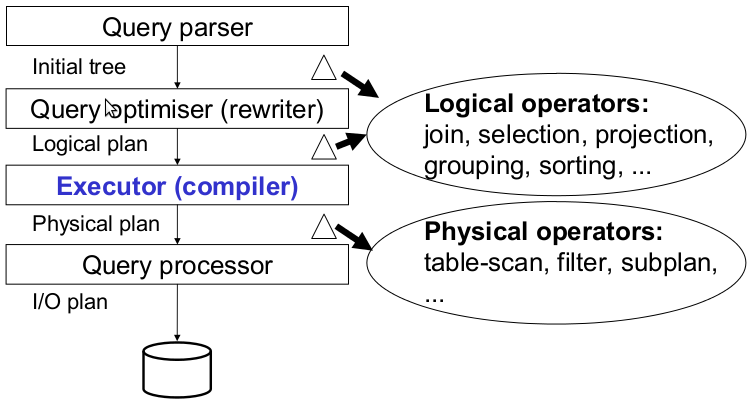 Query parser
Initial tree
Query optimiser (rewriter)
Logical plan
Executor (compiler)
Physical plan
Query processor
I/O plan
Logical operators:
join, selection, projection,
grouping, sorting, ...
Physical operators:
table-scan, filter, subplan,
...